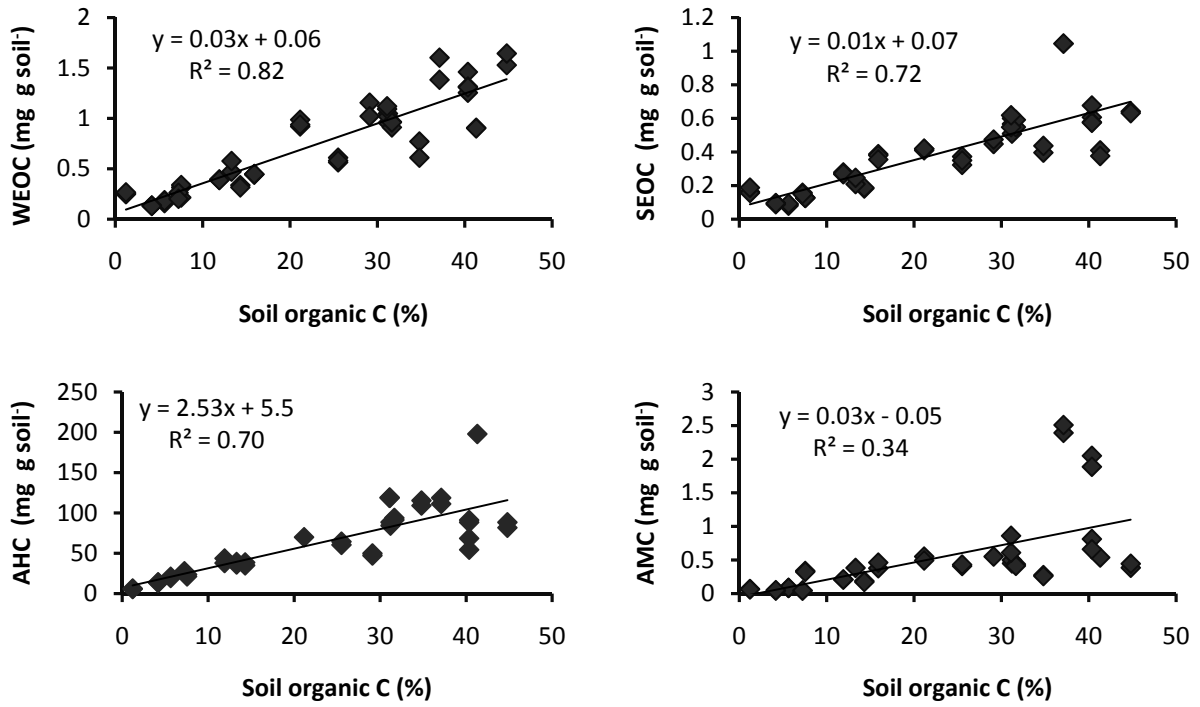 y = 0.03x + 0.06
R² = 0.82
WEOC (mg g soil⁻)
2
1.5
1
0.5
0
0 10 20 30 40 50
Soil organic C (%)
y = 0.01x + 0.07
R² = 0.72
SEOC (mg g soil⁻)
1.2
1
0.8
0.6
0.4
0.2
0
0 10 20 30 40 50
Soil organic C (%)
y = 2.53x + 5.5
R² = 0.70
AHC (mg g soil⁻)
250
200
150
100
50
0
0 10 20 30 40 50
Soil organic C (%)
y = 0.03x - 0.05
R² = 0.34
AMC (mg g soil⁻)
3
2.5
2
1.5
1
0.5
0
0 10 20 30 40 50
Soil organic C (%)